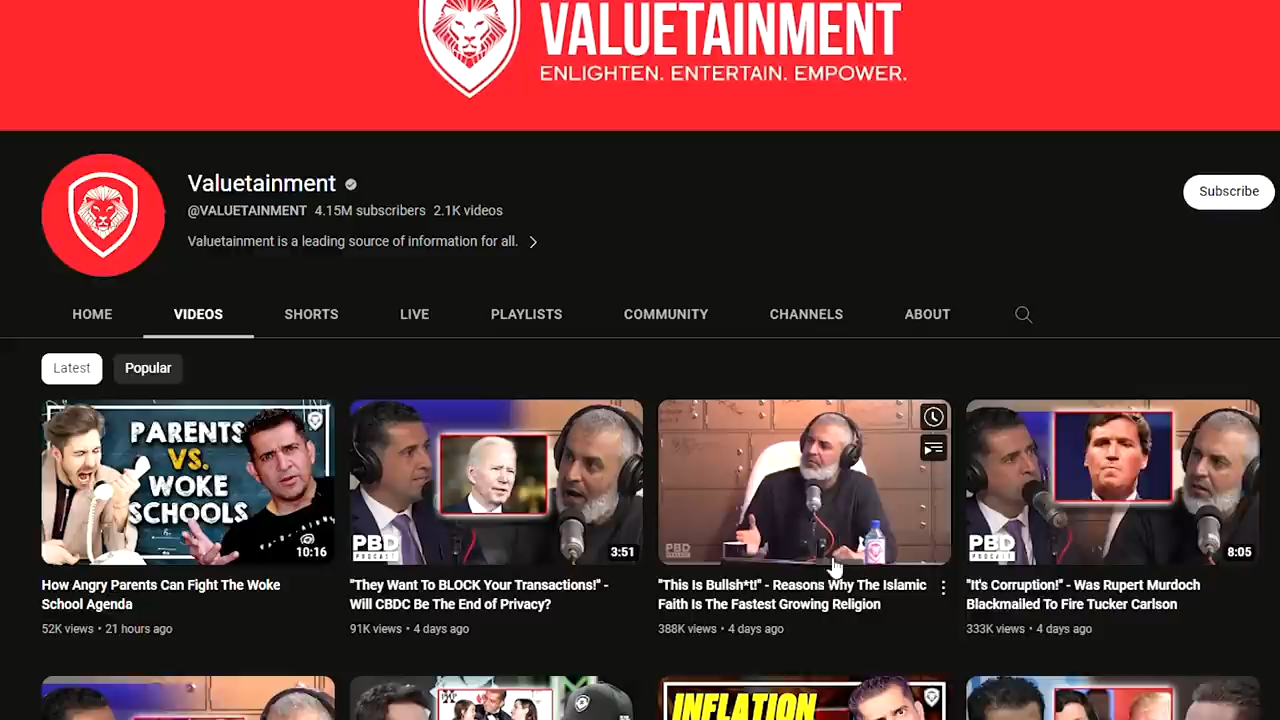 VALUETAINMENT
ENLIGHTEN. ENTERTAIN. EMPOWER.
Valuetainment
@VALUETAINMENT 4.15M subscribers 2.1K videos
Valuetainment is a leading source of information for all.
Subscribe
HOME VIDEOS SHORTS LIVE PLAYLISTS COMMUNITY CHANNELS ABOUT
Latest Popular
PARENTS
VS.
WOKE
SCHOOLS
10:16
PBD
PODCAST
3:51
PBD
PODCAST
PBD
PODCAST
8:05
How Angry Parents Can Fight The Woke
School Agenda
52K views • 21 hours ago
"They Want To BLOCK Your Transactions!" -
Will CBDC Be The End of Privacy?
91K views • 4 days ago
"This Is Bullsh*t!" - Reasons Why The Islamic
Faith Is The Fastest Growing Religion
388K views • 4 days ago
"It's Corruption!" - Was Rupert Murdoch
Blackmailed To Fire Tucker Carlson
333K views • 4 days ago
INFLATION